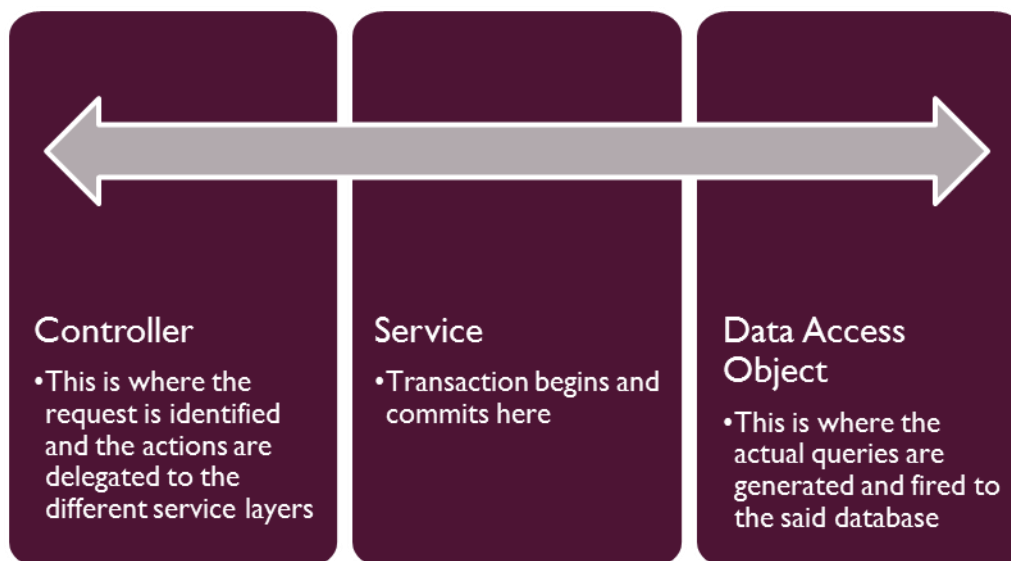 Controller
•This is where the
request is identified
and the actions are
delegated to the
different service layers
Service
•Transaction begins and
commits here
Data Access
Object
•This is where the
actual queries are
generated and fired to
the said database